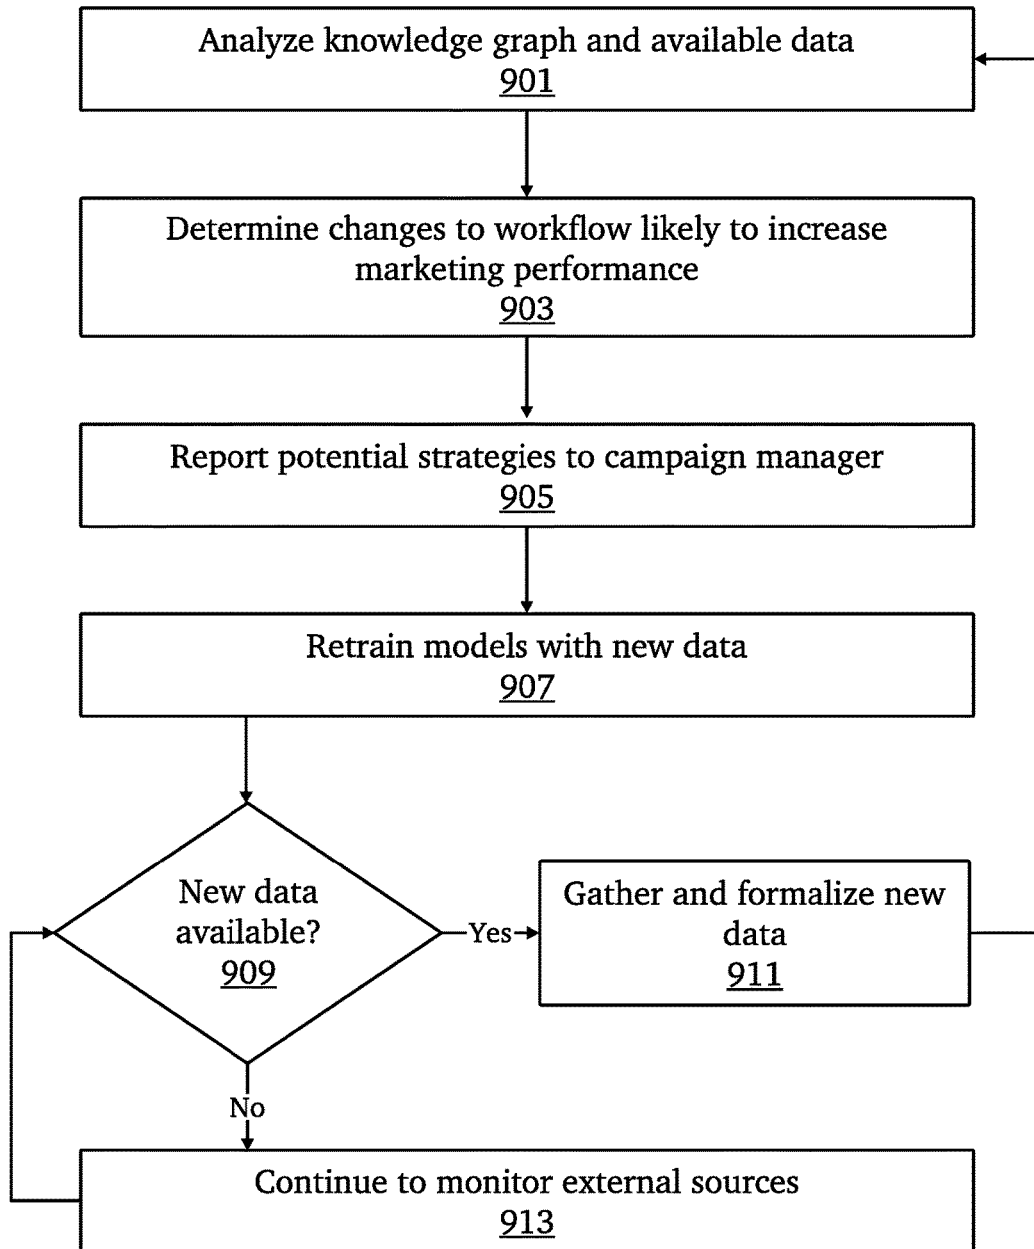 Analyze knowledge graph and available data
901
Determine changes to workflow likely to increase
marketing performance
903
Report potential strategies to campaign manager
905
Retrain models with new data
907
New data
available?
909
Yes
Gather and formalize new
data
911
No
Continue to monitor external sources
913